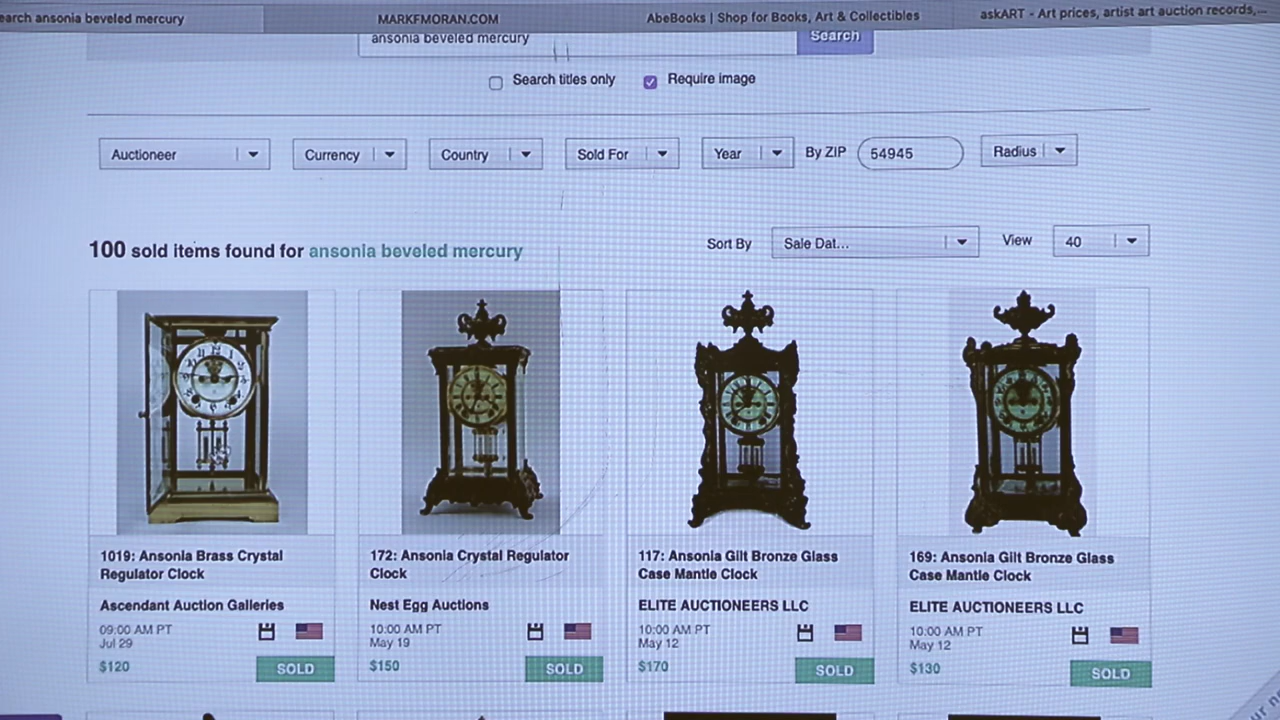 earch ansonia beveled mercury
MARKFMORAN.COM
AbeBooks | Shop for Books, Art & Collectibles
askART - Art prices, artist art auction records,...
ansonia beveled mercury
Search
Search titles only
Require image
Auctioneer
Currency
Country
Sold For
Year
By ZIP
54945
Radius
100 sold items found for ansonia beveled mercury
Sort By
Sale Dat...
View
40
1019: Ansonia Brass Crystal
Regulator Clock
Ascendant Auction Galleries
09:00 AM PT
Jul 29
$120
SOLD
172: Ansonia Crystal Regulator
Clock
Nest Egg Auctions
10:00 AM PT
May 19
$150
SOLD
117: Ansonia Gilt Bronze Glass
Case Mantle Clock
ELITE AUCTIONEERS LLC
10:00 AM PT
May 12
$170
SOLD
169: Ansonia Gilt Bronze Glass
Case Mantle Clock
ELITE AUCTIONEERS LLC
10:00 AM PT
May 12
$130
SOLD